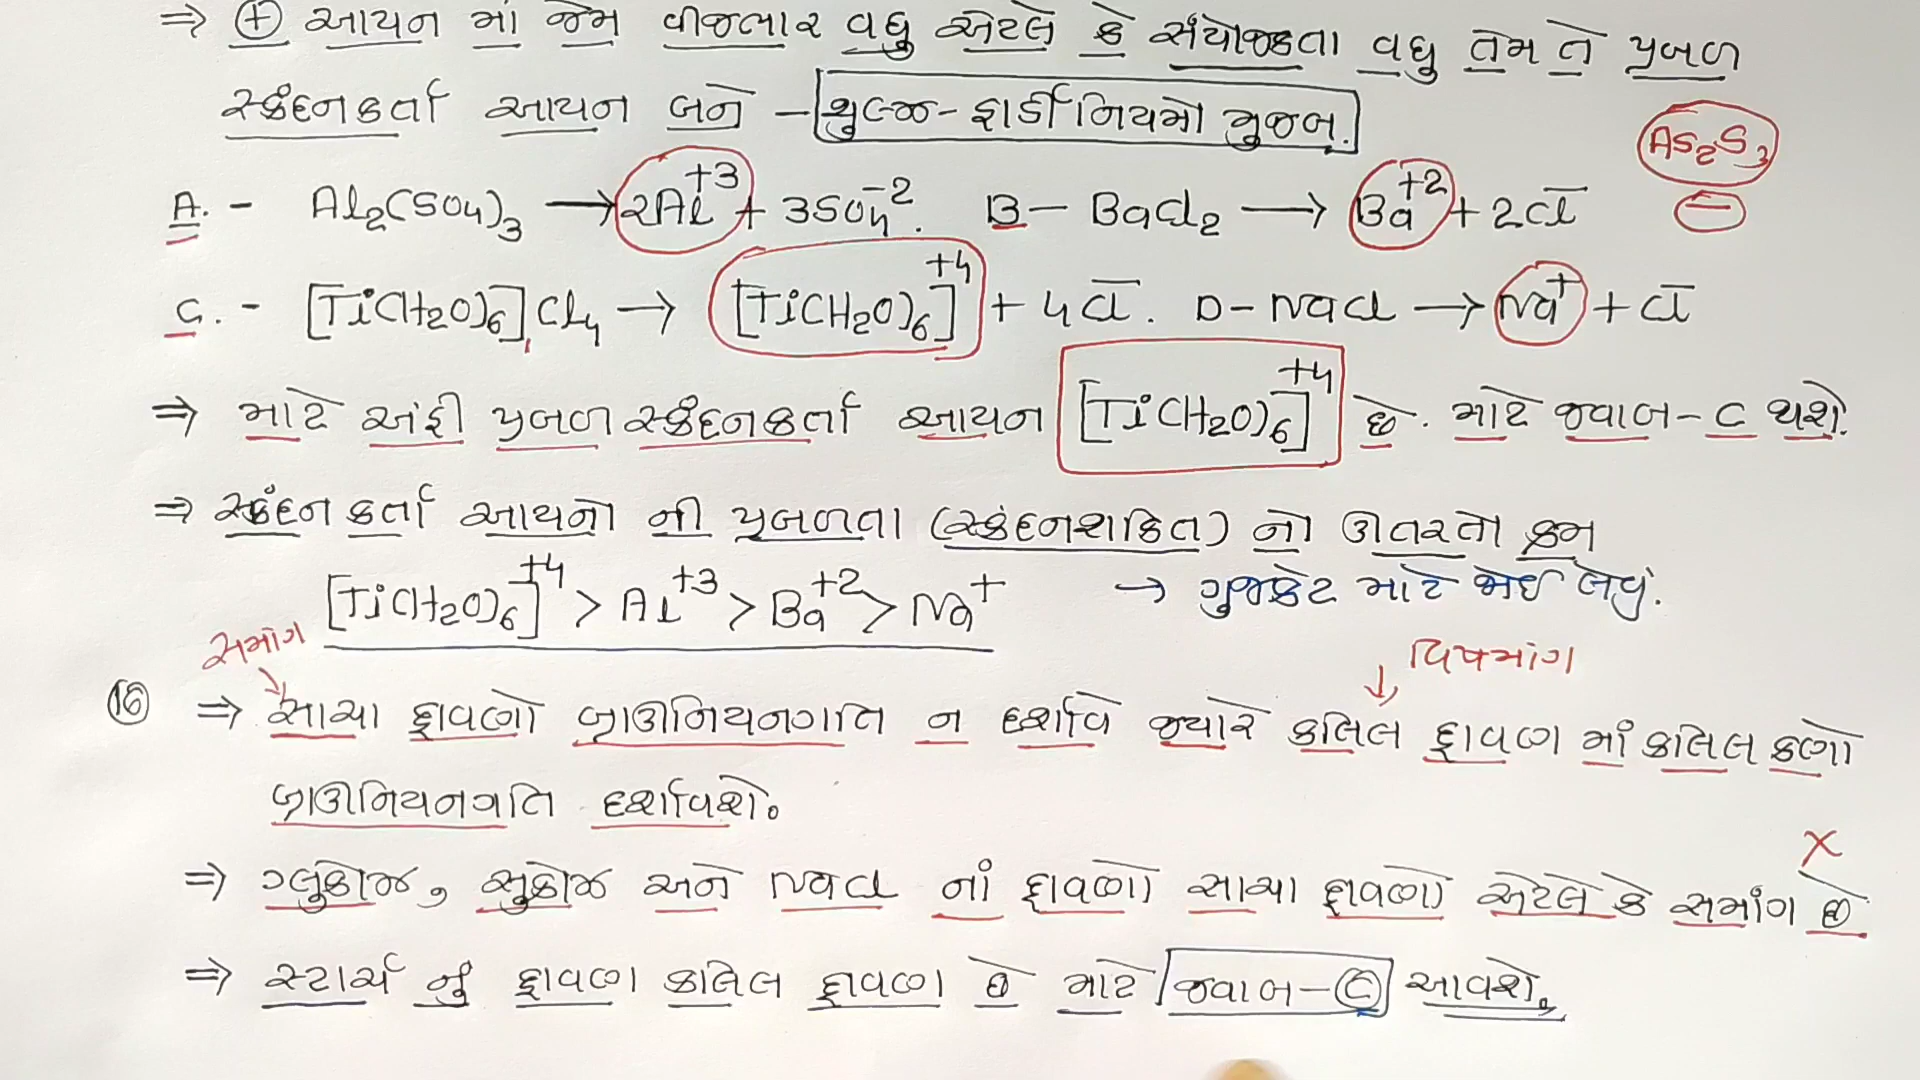 ⇒ ⊕ આયન માં જેમ વીજભાર વધુ એટલે કે સંયોજકતા વધુ તેમ તે પ્રબળ
સ્કંદનકર્તા આયન બને – શુલ્જ-હાર્ડી નિયમો મુજબ.
As₂S₃
⊖
A. - Al₂(SO₄)₃ → 2Al⁺³ + 3SO₄⁻². B - BaCl₂ → Ba⁺² + 2Cl⁻
C. - [Ti(H₂O)₆]Cl₄ → [Ti(H₂O)₆]⁺⁴ + 4Cl⁻. D - NaCl → Na⁺ + Cl⁻
⇒ માટે અંહી પ્રબળ સ્કંદનકર્તા આયન [Ti(H₂O)₆]⁺⁴ છે. માટે જવાબ-C થશે.
⇒ સ્કંદન કર્તા આયનો ની પ્રબળતા (સ્કંદનશકિત) નો ઊતરતો ક્રમ
[Ti(H₂O)₆]⁺⁴ > Al⁺³ > Ba⁺² > Na⁺ → ગુજકેટ માટે જોઈ લેવું.
સમાંગ
વિષમાંગ
(16) ⇒ સાચા દ્રાવણો બ્રાઊનિયનગતિ ન દર્શાવે જ્યારે કલિલ દ્રાવણ માં કલિલ કણો
બ્રાઊનિયનગતિ દર્શાવશે.
x
⇒ ગ્લુકોઝ, સુક્રોઝ અને NaCl નાં દ્રાવણો સાચા દ્રાવણો એટલે કે સમાંગ છે
⇒ સ્ટાર્ચ નું દ્રાવણ કલિલ દ્રાવણ છે માટે જવાબ-(C) આવશે.